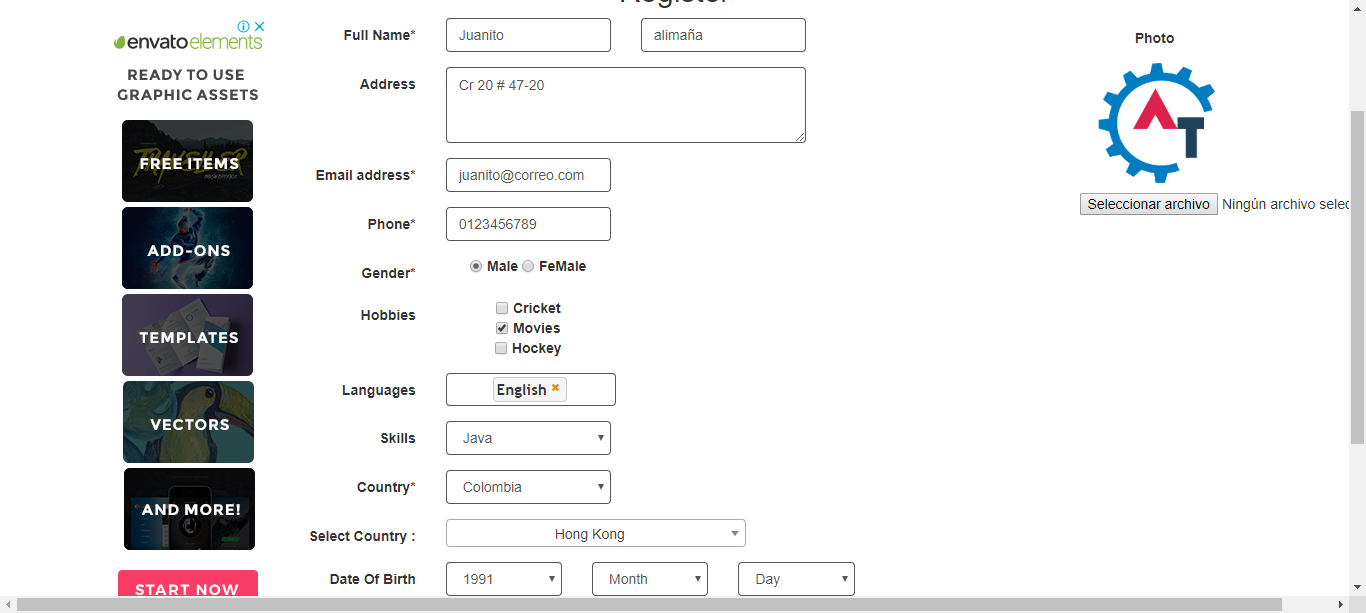 Register
envato elements
READY TO USE
GRAPHIC ASSETS
FREE ITEMS
ADD-ONS
TEMPLATES
VECTORS
AND MORE!
START NOW
Full Name* Juanito alimaña
Address Cr 20 # 47-20
Email address* juanito@correo.com
Phone* 0123456789
Gender* Male FeMale
Hobbies Cricket
Movies
Hockey
Languages English
Skills Java
Country* Colombia
Select Country : Hong Kong
Date Of Birth 1991 Month Day
Photo
AT
Seleccionar archivo Ningún archivo selec